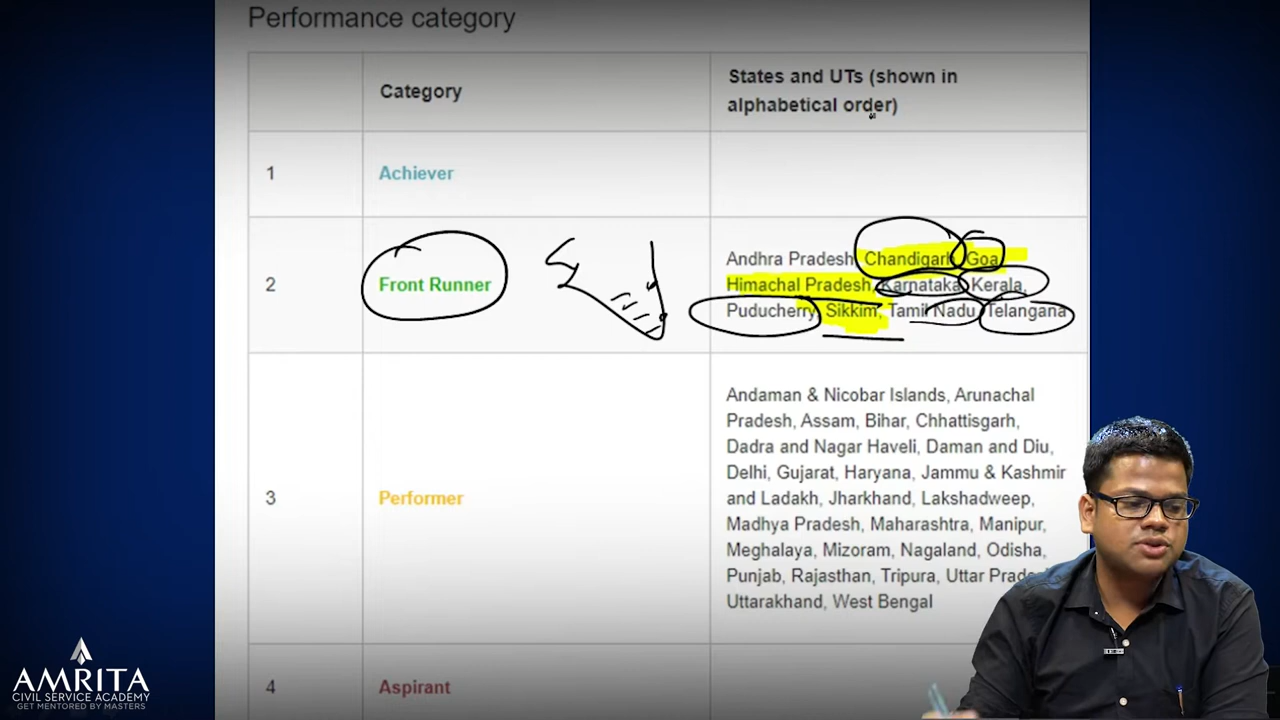 Performance category
Category
States and UTs (shown in
alphabetical order)
1
Achiever
2
Front Runner
Andhra Pradesh, Chandigarh, Goa,
Himachal Pradesh, Karnataka, Kerala,
Puducherry, Sikkim, Tamil Nadu, Telangana
3
Performer
Andaman & Nicobar Islands, Arunachal
Pradesh, Assam, Bihar, Chhattisgarh,
Dadra and Nagar Haveli, Daman and Diu,
Delhi, Gujarat, Haryana, Jammu & Kashmir
and Ladakh, Jharkhand, Lakshadweep,
Madhya Pradesh, Maharashtra, Manipur,
Meghalaya, Mizoram, Nagaland, Odisha,
Punjab, Rajasthan, Tripura, Uttar
Uttarakhand, West Bengal
4
Aspirant
AMRITA
CIVIL SERVICE ACADEMY
GET MENTORED BY MASTERS